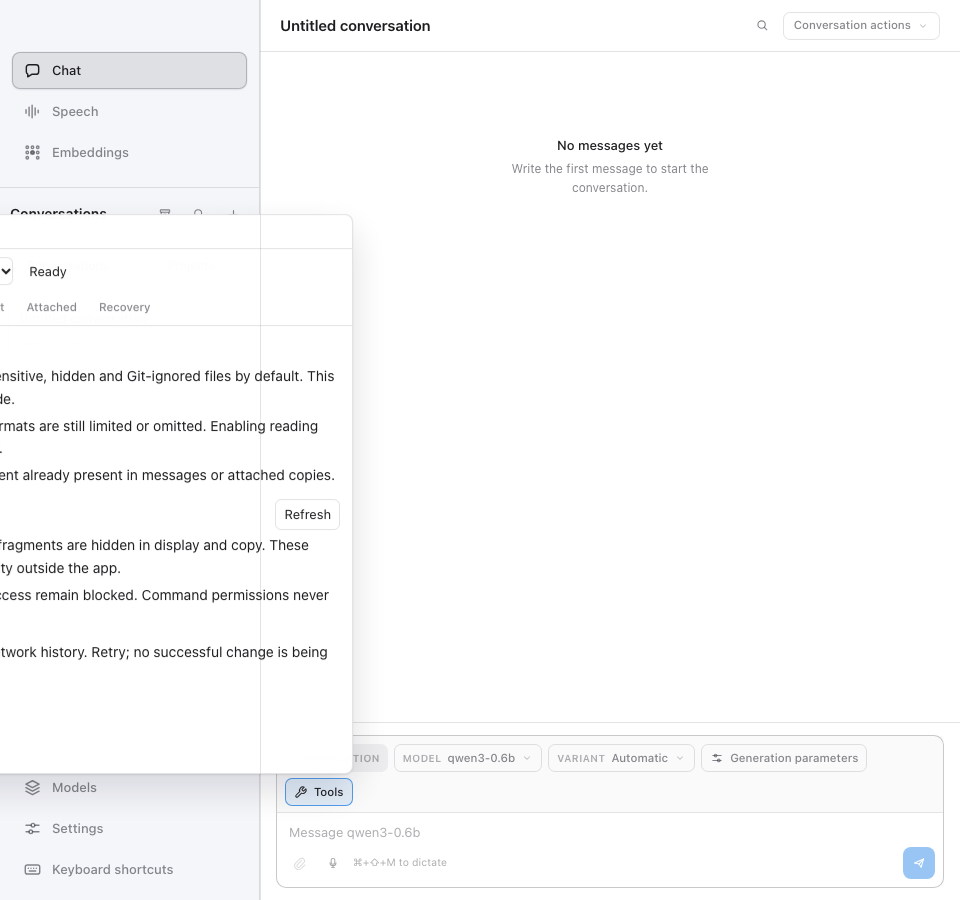 Untitled conversation
Conversation actions
Chat
Speech
Embeddings
No messages yet
Write the first message to start the
conversation.
Conversations
Ready
Attached
Recovery
ensitive, hidden and Git-ignored files by default. This
de.
rmats are still limited or omitted. Enabling reading
ent already present in messages or attached copies.
Refresh
fragments are hidden in display and copy. These
ty outside the app.
ccess remain blocked. Command permissions never
twork history. Retry; no successful change is being
TION
MODEL qwen3-0.6b
VARIANT Automatic
Generation parameters
Tools
Message qwen3-0.6b
⌘+⇧+M to dictate
Models
Settings
Keyboard shortcuts